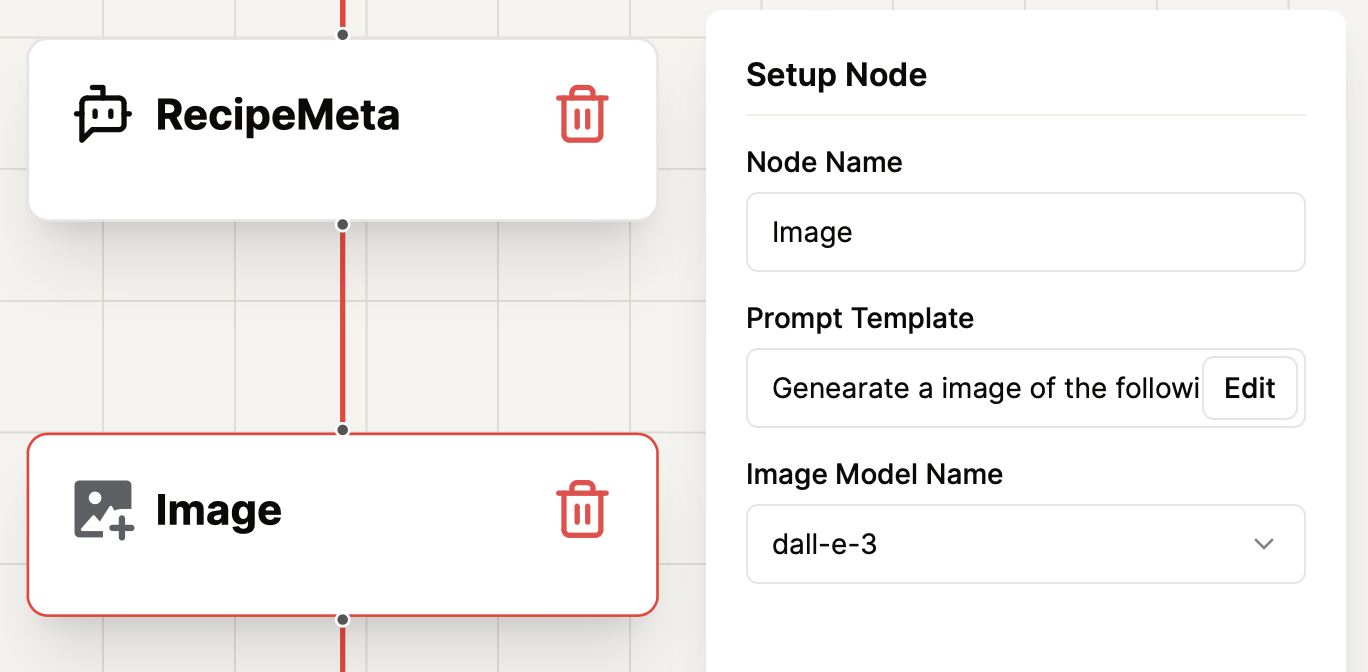 RecipeMeta
Image
Setup Node
Node Name
Image
Prompt Template
Genearate a image of the followi
Edit
Image Model Name
dall-e-3